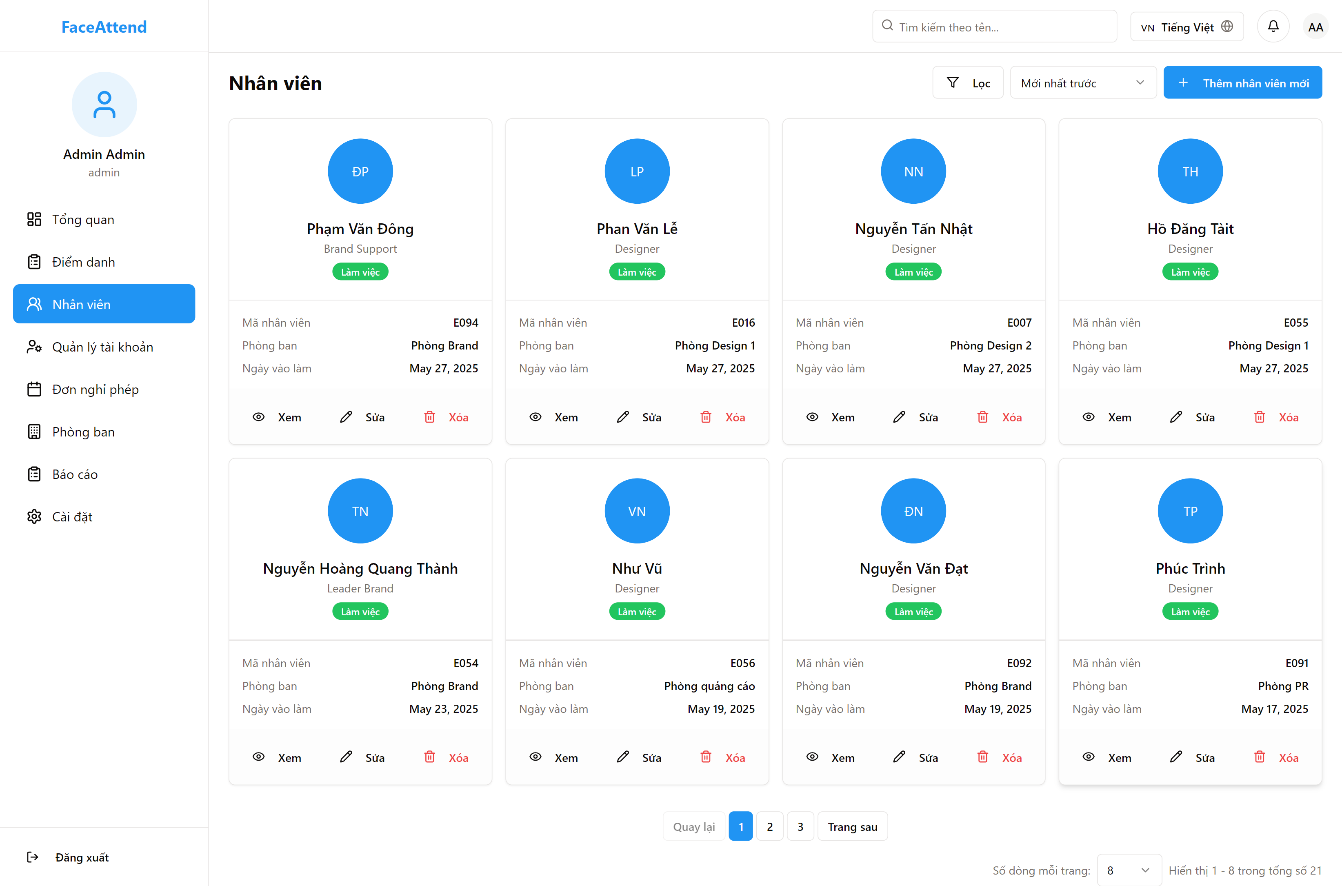 FaceAttend
Tìm kiếm theo tên...
VN Tiếng Việt
AA
Admin Admin
admin
Tổng quan
Điểm danh
Nhân viên
Quản lý tài khoản
Đơn nghỉ phép
Phòng ban
Báo cáo
Cài đặt
Đăng xuất
Nhân viên
Lọc
Mới nhất trước
Thêm nhân viên mới
ĐP
Phạm Văn Đông
Brand Support
Làm việc
Mã nhân viên E094
Phòng ban Phòng Brand
Ngày vào làm May 27, 2025
Xem Sửa Xóa
LP
Phan Văn Lễ
Designer
Làm việc
Mã nhân viên E016
Phòng ban Phòng Design 1
Ngày vào làm May 27, 2025
Xem Sửa Xóa
NN
Nguyễn Tấn Nhật
Designer
Làm việc
Mã nhân viên E007
Phòng ban Phòng Design 2
Ngày vào làm May 27, 2025
Xem Sửa Xóa
TH
Hồ Đăng Tàit
Designer
Làm việc
Mã nhân viên E055
Phòng ban Phòng Design 1
Ngày vào làm May 27, 2025
Xem Sửa Xóa
TN
Nguyễn Hoàng Quang Thành
Leader Brand
Làm việc
Mã nhân viên E054
Phòng ban Phòng Brand
Ngày vào làm May 23, 2025
Xem Sửa Xóa
VN
Như Vũ
Designer
Làm việc
Mã nhân viên E056
Phòng ban Phòng quảng cáo
Ngày vào làm May 19, 2025
Xem Sửa Xóa
ĐN
Nguyễn Văn Đạt
Designer
Làm việc
Mã nhân viên E092
Phòng ban Phòng Brand
Ngày vào làm May 19, 2025
Xem Sửa Xóa
TP
Phúc Trình
Designer
Làm việc
Mã nhân viên E091
Phòng ban Phòng PR
Ngày vào làm May 17, 2025
Xem Sửa Xóa
Quay lại 1 2 3 Trang sau
Số dòng mỗi trang: 8 Hiển thị 1 - 8 trong tổng số 21